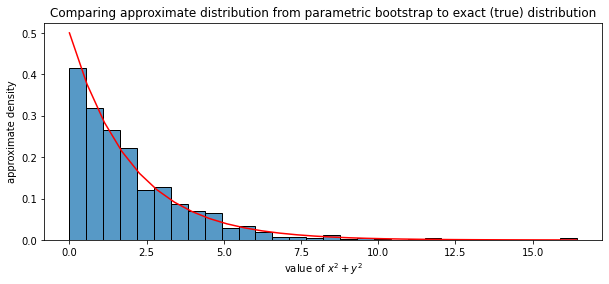 Comparing approximate distribution from parametric bootstrap to exact (true) distribution
approximate density
0.5
0.4
0.3
0.2
0.1
0.0
0.0 2.5 5.0 7.5 10.0 12.5 15.0
value of x² + y²